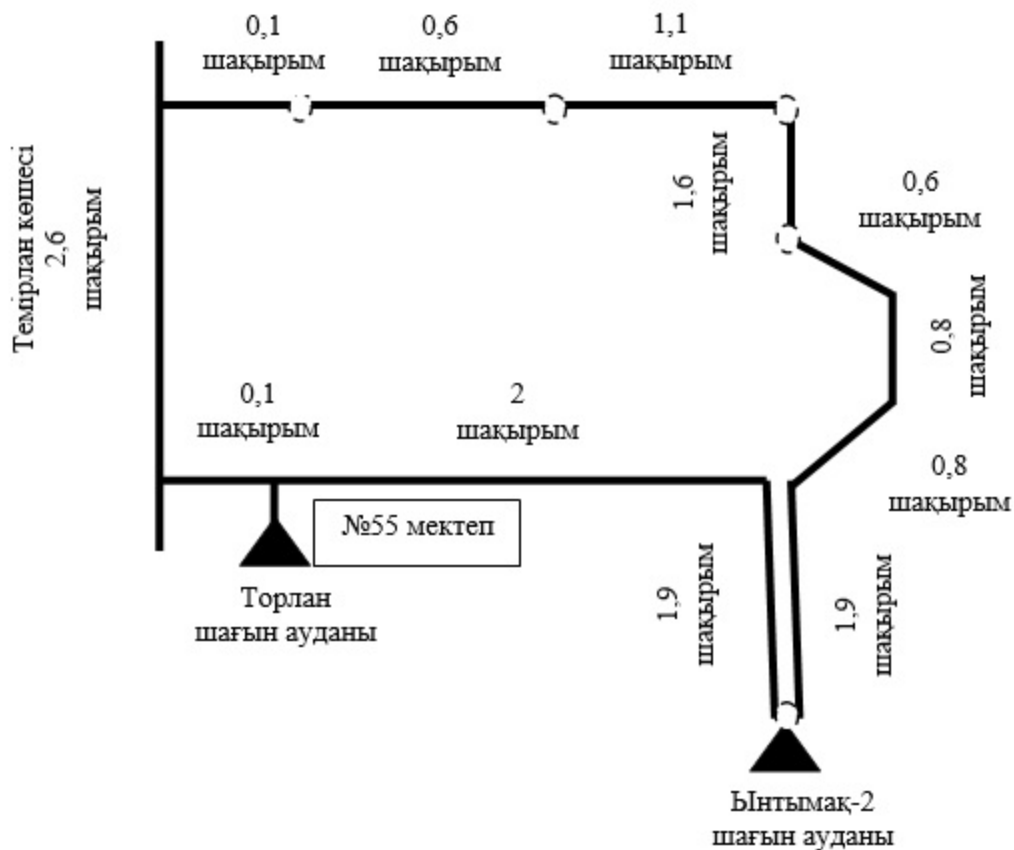 0,1
шақырым
0,6
шақырым
1,1
шақырым
Темірлан көшесі
2,6
шақырым
1,6
шақырым
0,6
шақырым
0,8
шақырым
0,1
шақырым
2
шақырым
0,8
шақырым
№55 мектеп
Торлан
шағын ауданы
1,9
шақырым
1,9
шақырым
Ынтымақ-2
шағын ауданы